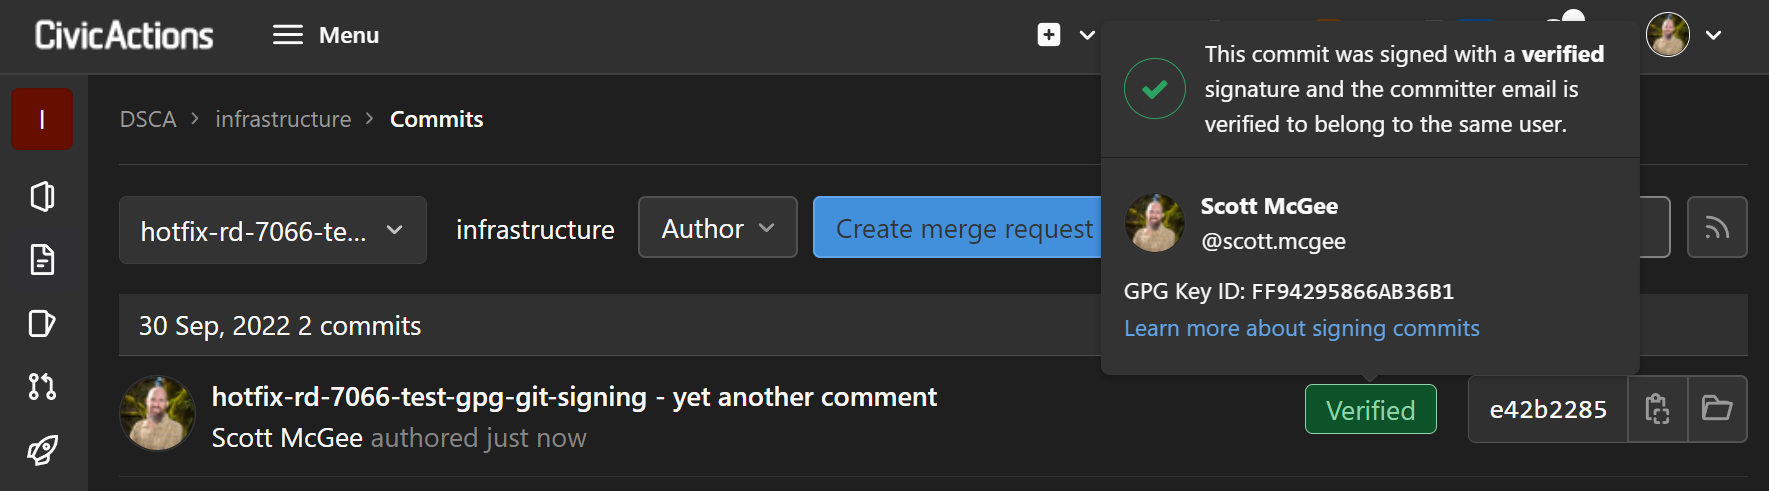 CivicActions
Menu
This commit was signed with a verified
signature and the committer email is
verified to belong to the same user.
I
DSCA > infrastructure > Commits
hotfix-rd-7066-te...
infrastructure
Author
Create merge request
Scott McGee
@scott.mcgee
GPG Key ID: FF94295866AB36B1
Learn more about signing commits
30 Sep, 2022 2 commits
hotfix-rd-7066-test-gpg-git-signing - yet another comment
Scott McGee authored just now
Verified
e42b2285